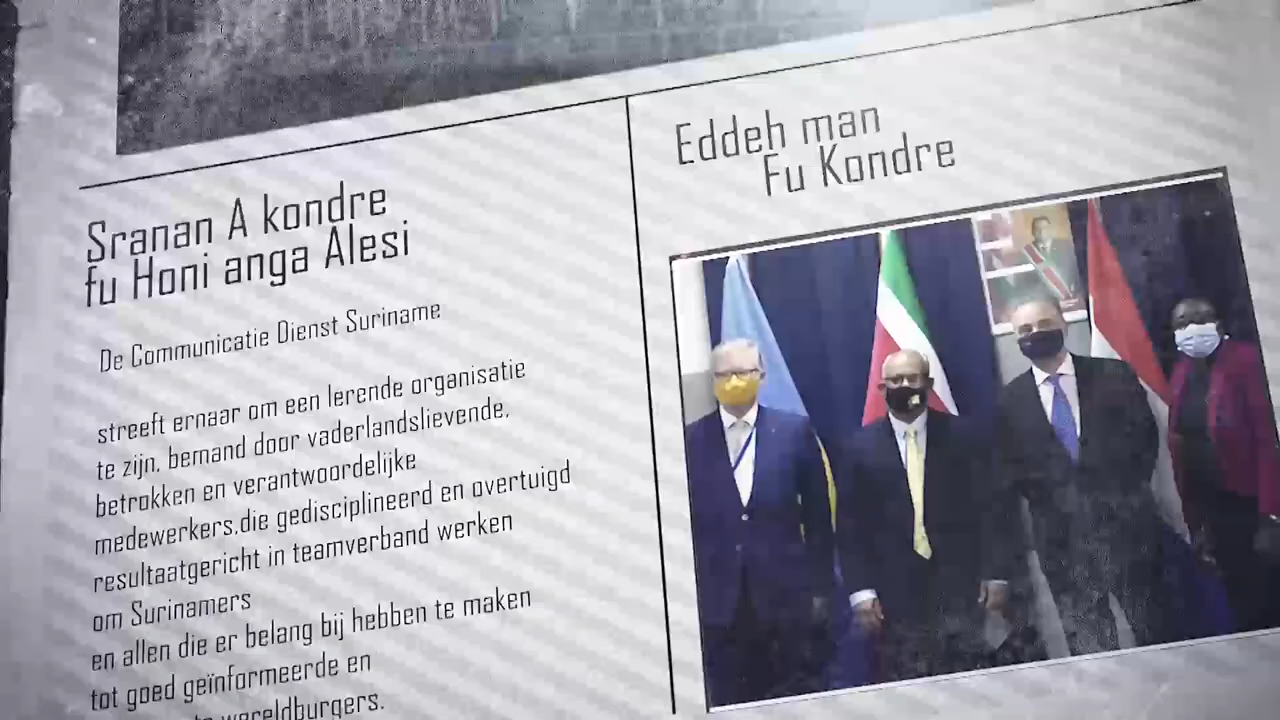 Sranan A kondre
fu Honi anga Alesi
De Communicatie Dienst Suriname
streeft ernaar om een lerende organisatie
te zijn, bemand door vaderlandslievende,
betrokken en verantwoordelijke
medewerkers,die gedisciplineerd en overtuigd
resultaatgericht in teamverband werken
om Surinamers
en allen die er belang bij hebben te maken
tot goed geïnformeerde en
wereldburgers.
Eddeh man
Fu Kondre